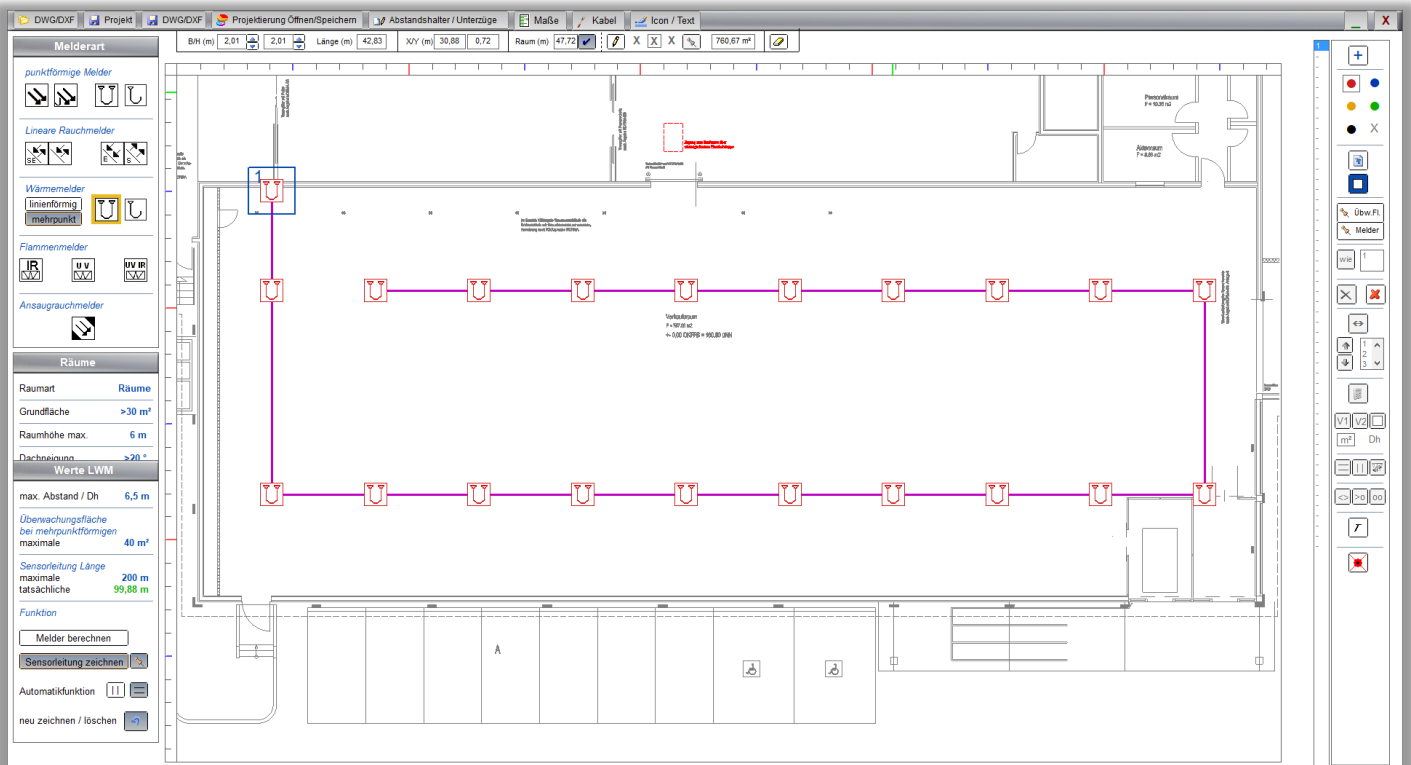 DWG/DXF Projekt DWG/DXF Projektierung Öffnen/Speichern Abstandshalter / Unterzüge Maße Kabel Icon / Text _ X
B/H (m) 2,01 2,01 Länge (m) 42,83 X/Y (m) 30,88 0,72 Raum (m) 47,72 X X X 760,67 m²
Melderart
punktförmige Melder
Lineare Rauchmelder
SE E S
Wärmemelder
linienförmig
mehrpunkt
Flammenmelder
IR UV UV IR
Ansaugrauchmelder
Räume
Raumart Räume
Grundfläche >30 m²
Raumhöhe max. 6 m
Dachneigung >20 °
Werte LWM
max. Abstand / Dh 6,5 m
Überwachungsfläche
bei mehrpunktförmigen
maximale 40 m²
Sensorleitung Länge
maximale 200 m
tatsächliche 99,88 m
Funktion
Melder berechnen
Sensorleitung zeichnen
Automatikfunktion
neu zeichnen / löschen
1
Aktenraum
A
1
X
Übw.Fl.
Melder
wie 1
1
2
3
V1 V2
m² Dh
<> >o oo
T